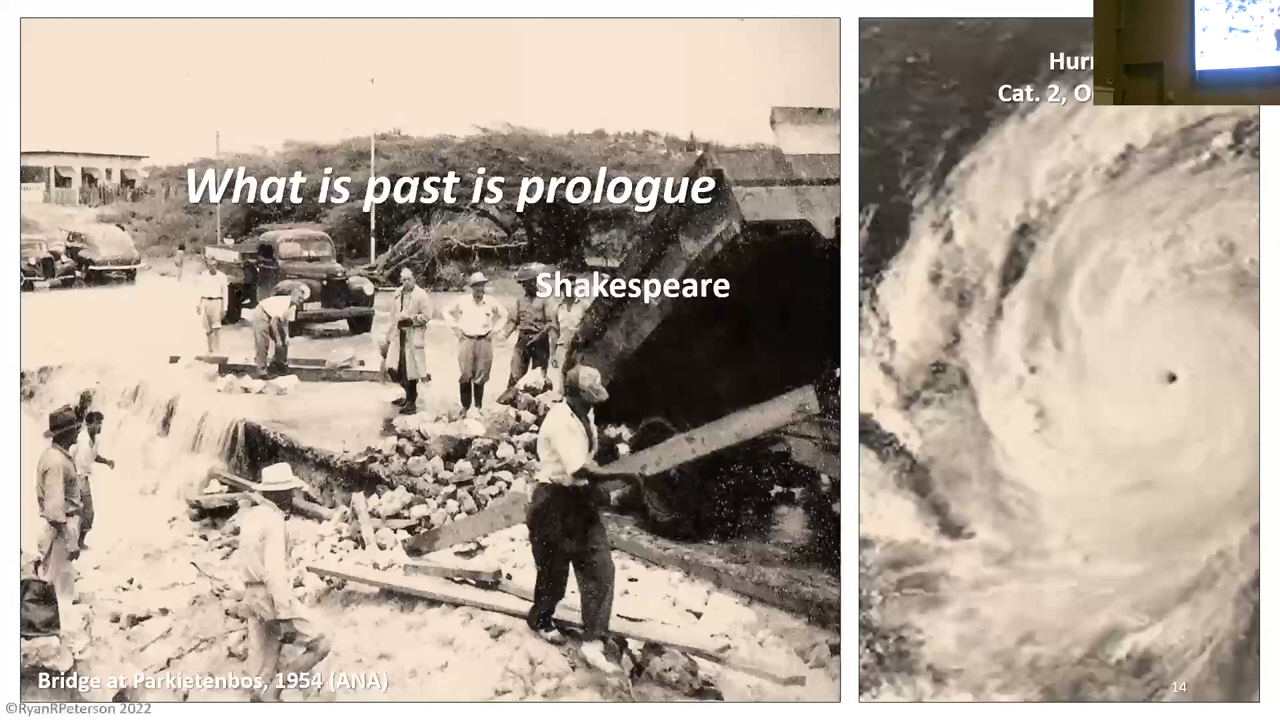 What is past is prologue
Shakespeare
Bridge at Parkietenbos, 1954 (ANA)
Cat. 2,
14
©RyanRPeterson 2022